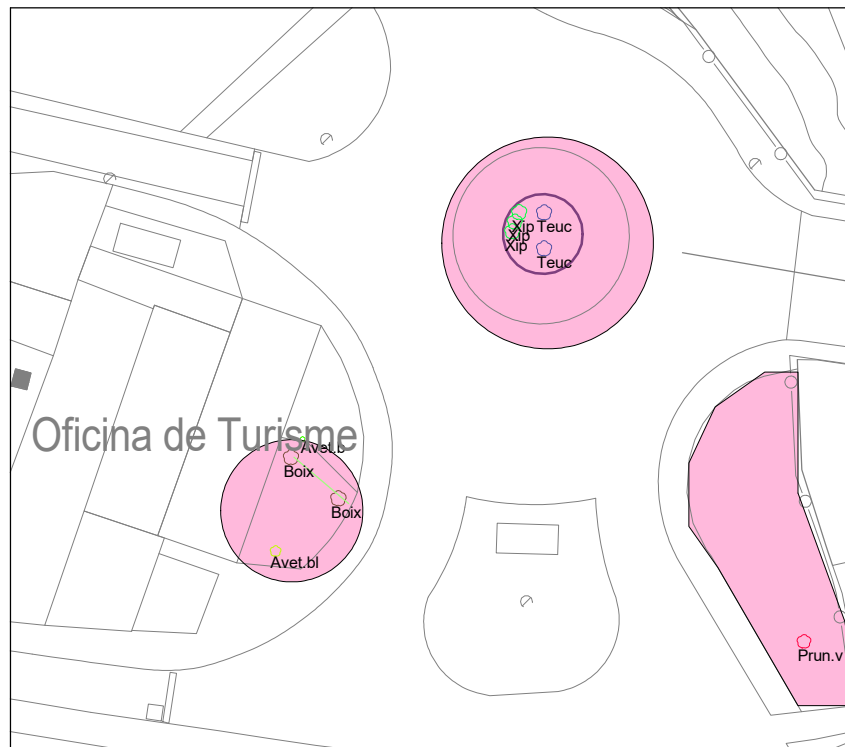 Xip Teuc
Xip
Xip
Teuc
Oficina de Turisme
Avet.b
Boix
Boix
Avet.bl
Prun.v